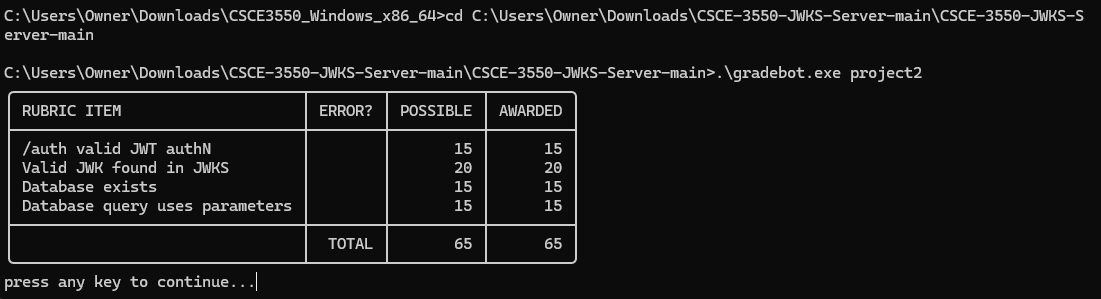 C:\Users\Owner\Downloads\CSCE3550_Windows_x86_64>cd C:\Users\Owner\Downloads\CSCE-3550-JWKS-Server-main\CSCE-3550-JWKS-S
erver-main
C:\Users\Owner\Downloads\CSCE-3550-JWKS-Server-main\CSCE-3550-JWKS-Server-main>.\gradebot.exe project2
RUBRIC ITEM ERROR? POSSIBLE AWARDED
/auth valid JWT authN 15 15
Valid JWK found in JWKS 20 20
Database exists 15 15
Database query uses parameters 15 15
TOTAL 65 65
press any key to continue...